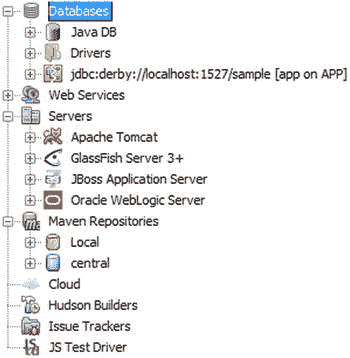 Databases
Java DB
Drivers
jdbc:derby://localhost:1527/sample [app on APP]
Web Services
Servers
Apache Tomcat
GlassFish Server 3+
JBoss Application Server
Oracle WebLogic Server
Maven Repositories
Local
central
Cloud
Hudson Builders
Issue Trackers
JS Test Driver